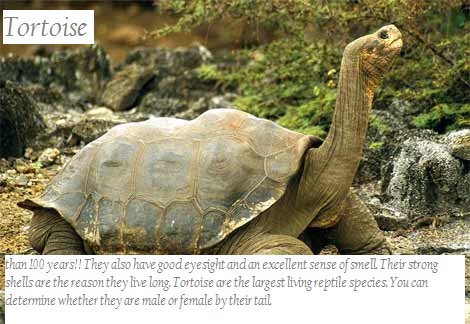 Tortoise
than 100 years!! They also have good eyesight and an excellent sense of smell. Their strong
shells are the reason they live long. Tortoise are the largest living reptile species. You can
determine whether they are male or female by their tail.